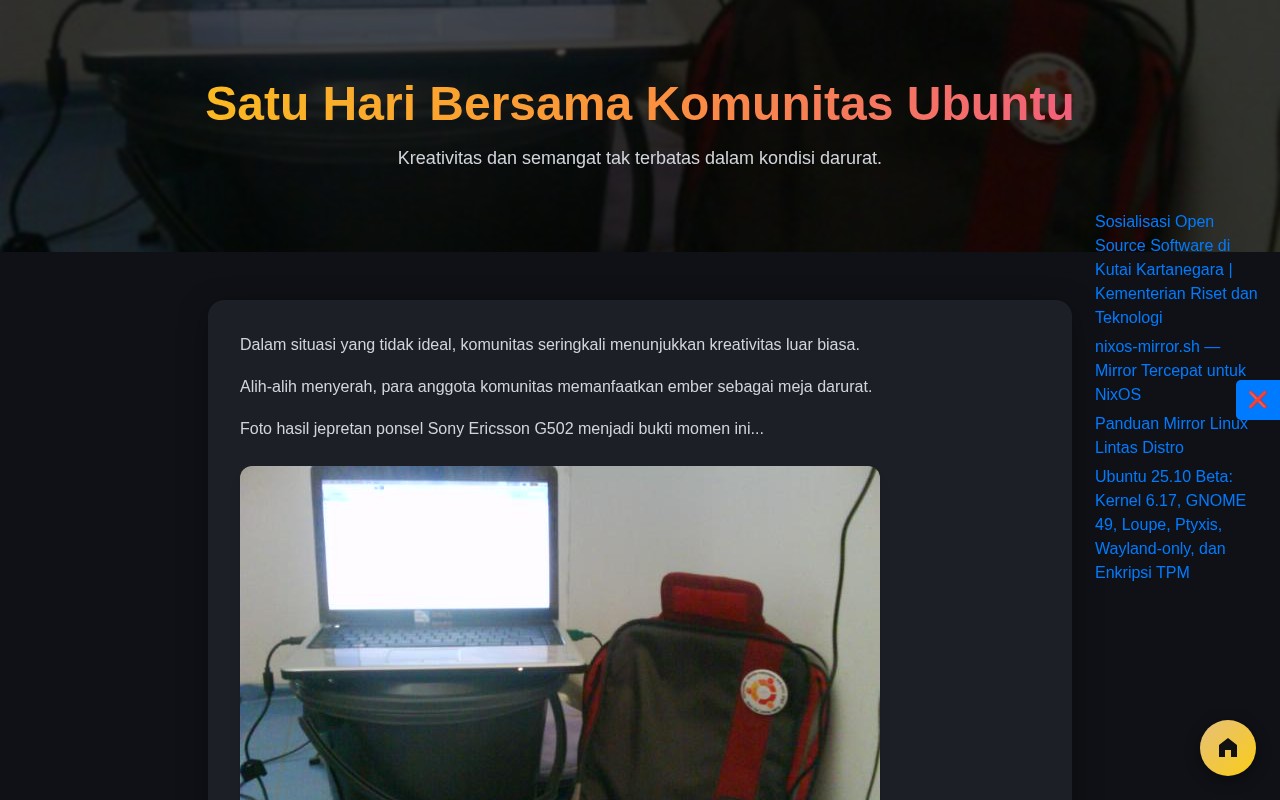 Satu Hari Bersama Komunitas Ubuntu
Kreativitas dan semangat tak terbatas dalam kondisi darurat.
Sosialisasi Open
Source Software di
Kutai Kartanegara |
Kementerian Riset dan
Teknologi
nixos-mirror.sh —
Mirror Tercepat untuk
NixOS
Panduan Mirror Linux
Lintas Distro
Ubuntu 25.10 Beta:
Kernel 6.17, GNOME
49, Loupe, Ptyxis,
Wayland-only, dan
Enkripsi TPM
Dalam situasi yang tidak ideal, komunitas seringkali menunjukkan kreativitas luar biasa.
Alih-alih menyerah, para anggota komunitas memanfaatkan ember sebagai meja darurat.
Foto hasil jepretan ponsel Sony Ericsson G502 menjadi bukti momen ini...